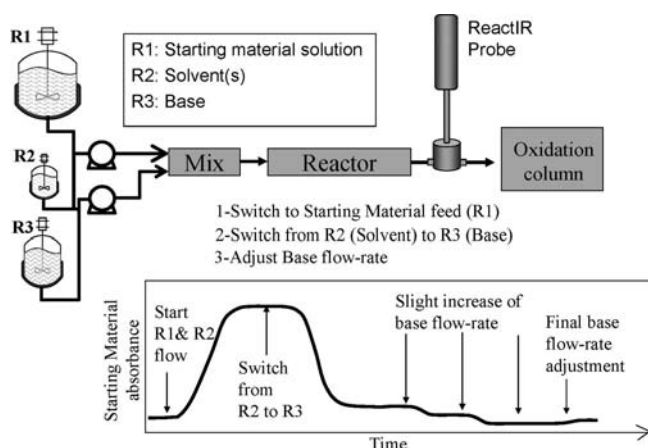 R1
R1: Starting material solution
R2: Solvent(s)
R3: Base
ReactIR
Probe
R2
R3
Mix
Reactor
Oxidation
column
1-Switch to Starting Material feed (R1)
2-Switch from R2 (Solvent) to R3 (Base)
3-Adjust Base flow-rate
Starting Material
absorbance
Start
R1& R2
flow
Switch
from
R2 to R3
Slight increase of
base flow-rate
Final base
flow-rate
adjustment
Time